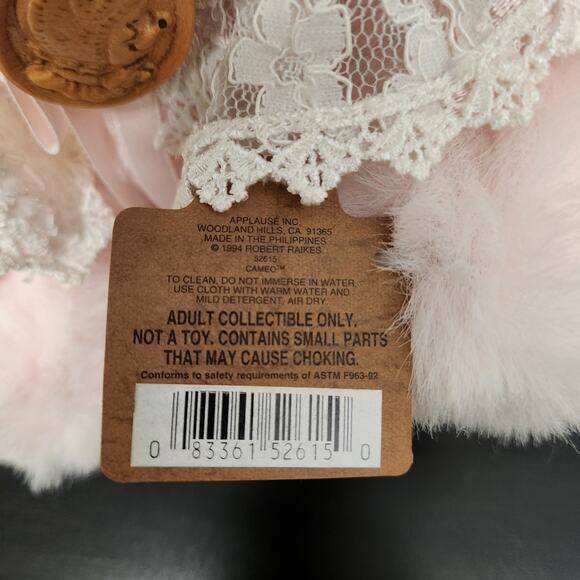 APPLAUSE INC.
WOODLAND HILLS, CA 91365
MADE IN THE PHILIPPINES
© 1994 ROBERT RAIKES.
52615
CAMEO™
TO CLEAN, DO NOT IMMERSE IN WATER,
USE CLOTH WITH WARM WATER AND
MILD DETERGENT, AIR DRY.
ADULT COLLECTIBLE ONLY.
NOT A TOY. CONTAINS SMALL PARTS
THAT MAY CAUSE CHOKING.
Conforms to safety requirements of ASTM F963-92
0 83361 52615 0